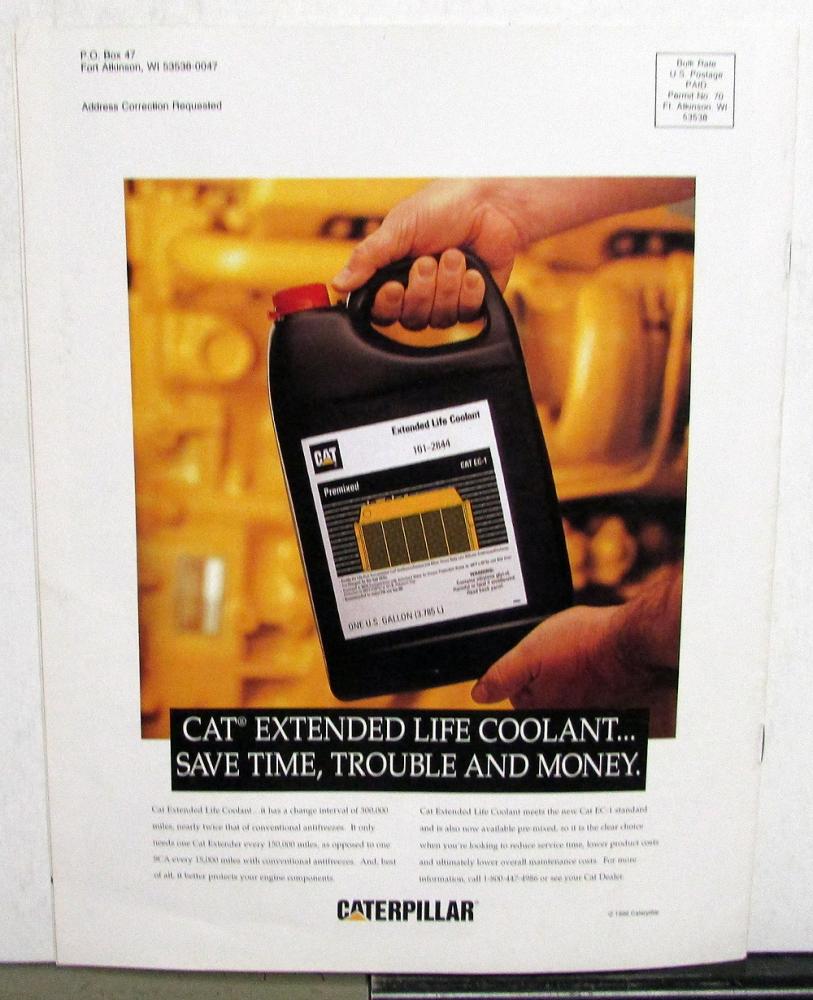 P.O. Box 47
Fort Atkinson, WI 53538-0047
Address Correction Requested
Bulk Rate
U.S. Postage
PAID
Permit No. 70
Ft. Atkinson, WI
53538
Extended Life Coolant
101-2844
CAT
CAT EC-1
Premixed
WARNING:
ONE U.S. GALLON (3.785 L)
CAT® EXTENDED LIFE COOLANT...
SAVE TIME, TROUBLE AND MONEY.
Cat Extended Life Coolant... it has a change interval of 300,000
miles, nearly twice that of conventional antifreezes. It only
needs one Cat Extender every 150,000 miles, as opposed to one
SCA every 15,000 miles with conventional antifreezes. And, best
of all, it better protects your engine components.
Cat Extended Life Coolant meets the new Cat EC-1 standard
and is also now available pre-mixed, so it is the clear choice
when you're looking to reduce service time, lower product costs
and ultimately lower overall maintenance costs. For more
information, call 1-800-447-4986 or see your Cat Dealer.
CATERPILLAR®
Caterpillar